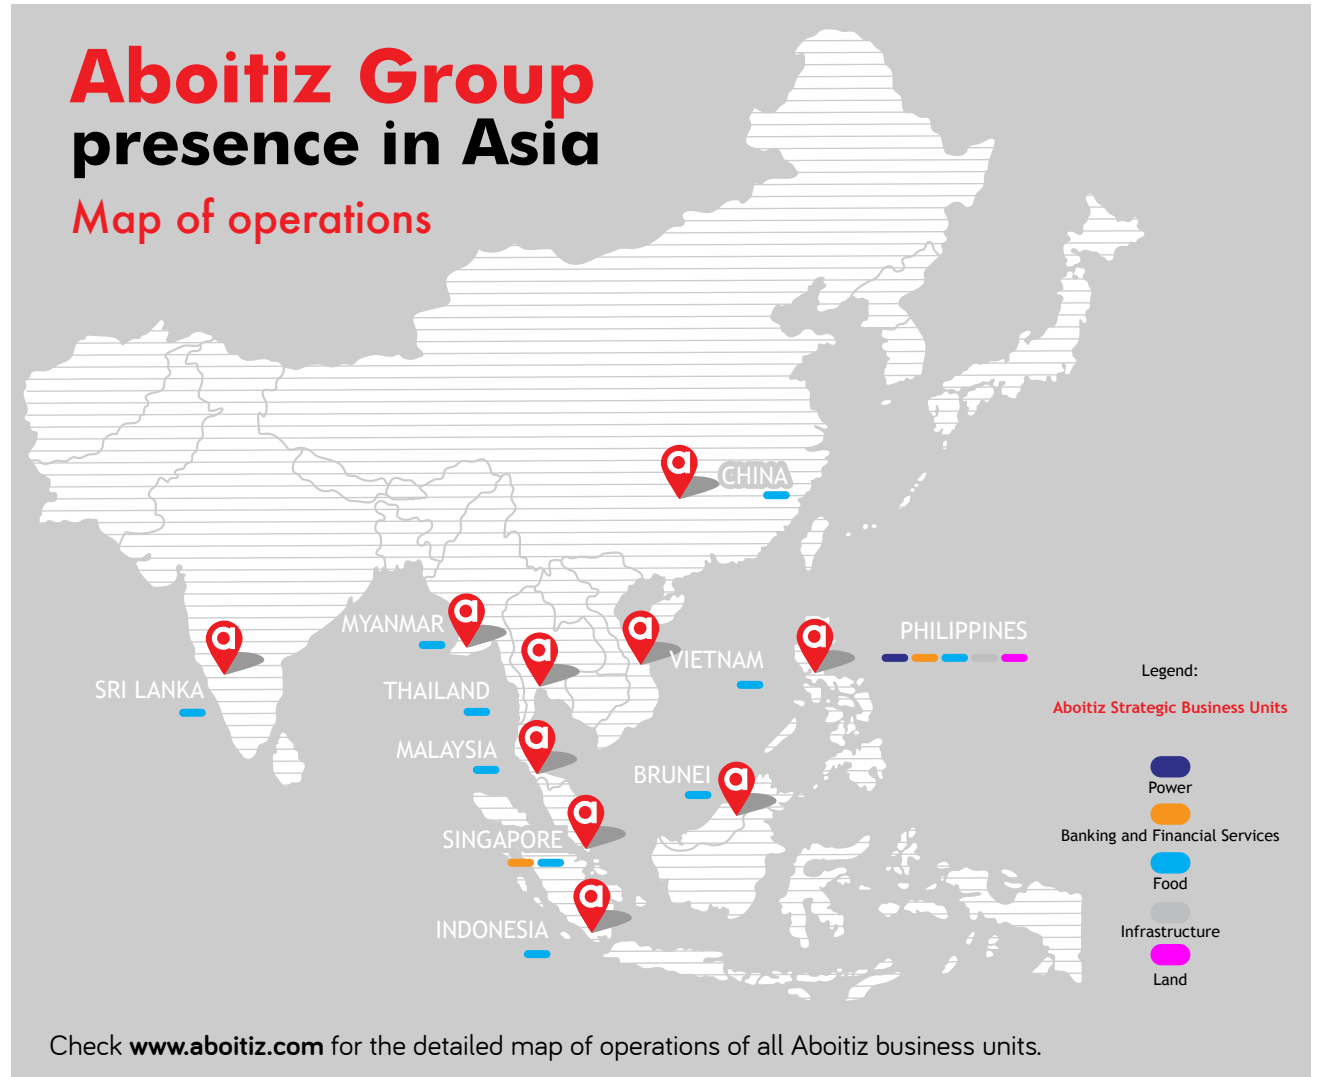 Aboitiz Group
presence in Asia
Map of operations
CHINA
MYANMAR
PHILIPPINES
VIETNAM
Legend:
SRI LANKA
THAILAND
Aboitiz Strategic Business Units
MALAYSIA
BRUNEI
Power
Banking and Financial Services
SINGAPORE
Food
INDONESIA
Infrastructure
Land
Check www.aboitiz.com for the detailed map of operations of all Aboitiz business units.